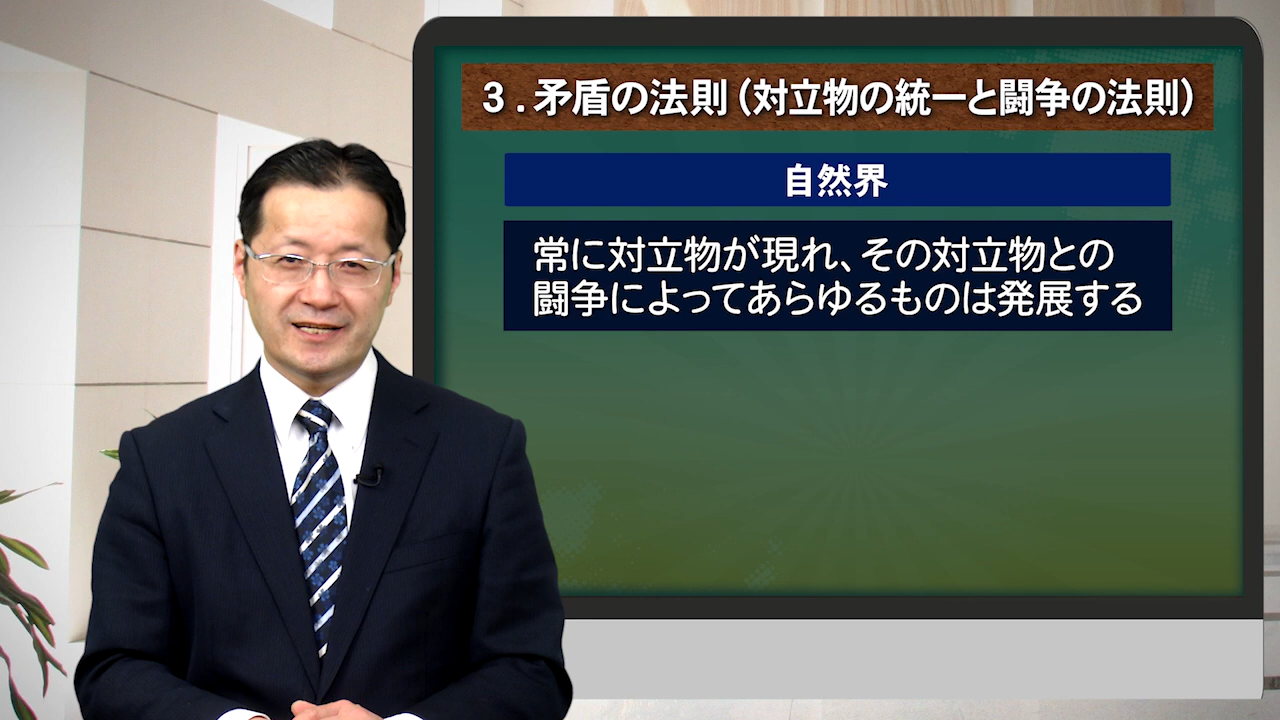 ３．矛盾の法則（対立物の統一と闘争の法則）
自然界
常に対立物が現れ、その対立物との
闘争によってあらゆるものは発展する